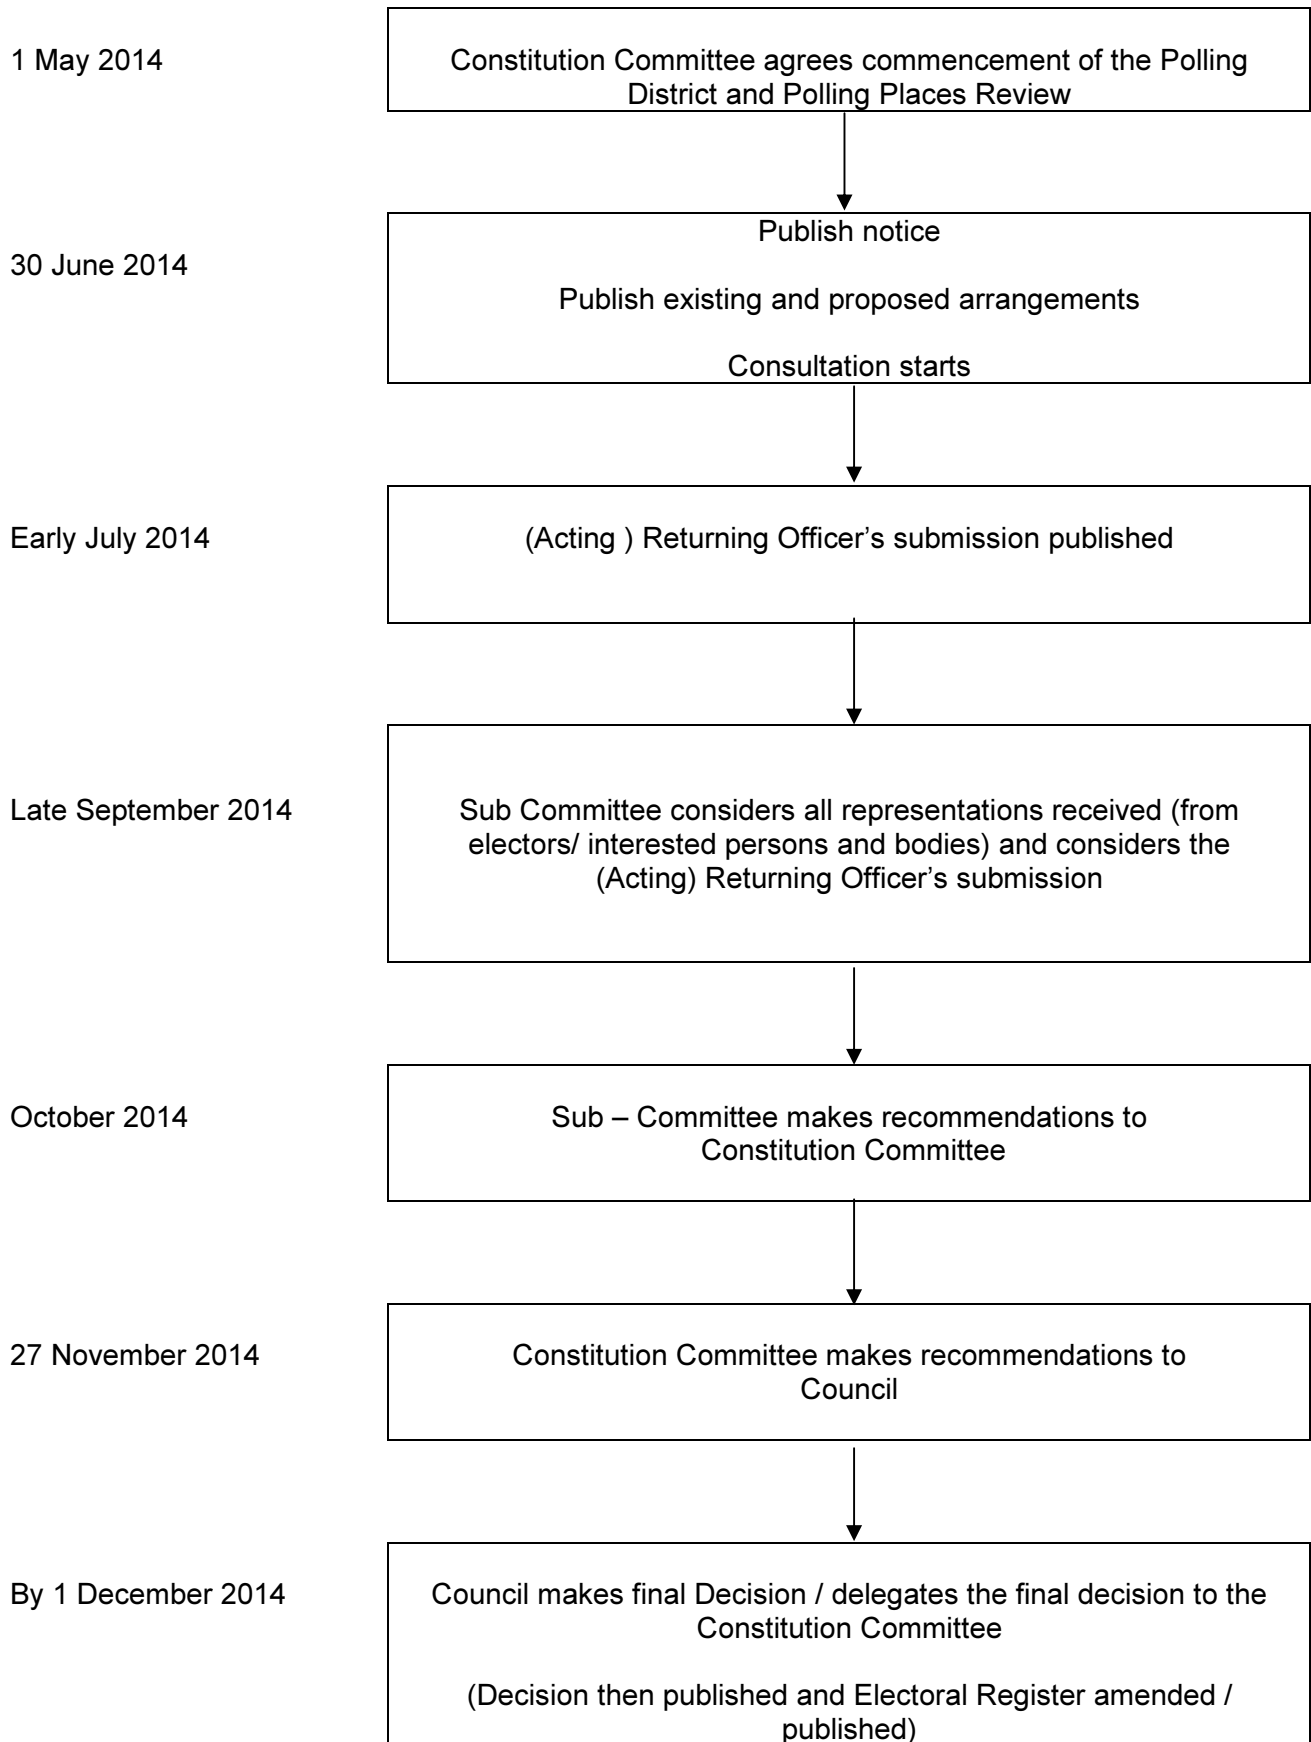 1 May 2014
Constitution Committee agrees commencement of the Polling
District and Polling Places Review
30 June 2014
Publish notice
Publish existing and proposed arrangements
Consultation starts
Early July 2014
(Acting ) Returning Officer’s submission published
Late September 2014
Sub Committee considers all representations received (from
electors/ interested persons and bodies) and considers the
(Acting) Returning Officer’s submission
October 2014
Sub – Committee makes recommendations to
Constitution Committee
27 November 2014
Constitution Committee makes recommendations to
Council
By 1 December 2014
Council makes final Decision / delegates the final decision to the
Constitution Committee
(Decision then published and Electoral Register amended /
published)